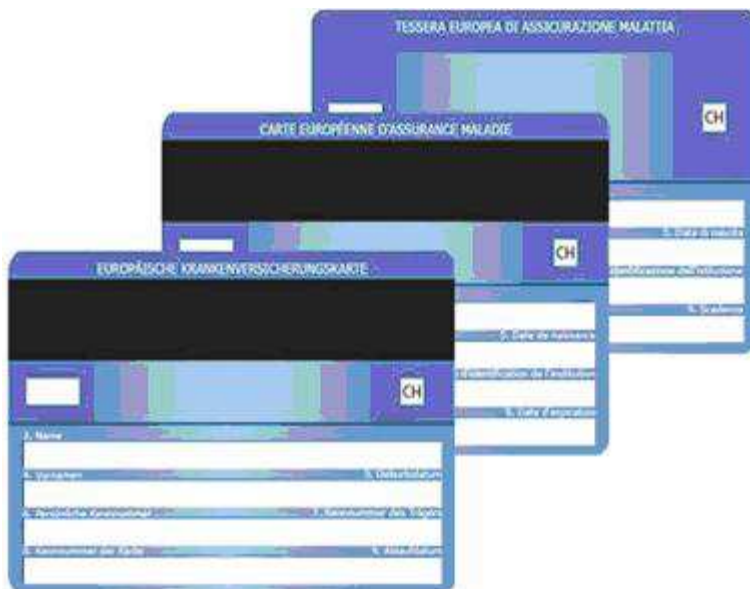 TESSERA EUROPEA DI ASSICURAZIONE MALATTIA
CH
5. Data di nascita
identificazione dell'istituzione
9. Scadenza
CARTE EUROPÉENNE D'ASSURANCE MALADIE
CH
5. Date de naissance
d'identification de l'institution
9. Date d'expiration
EUROPÄISCHE KRANKENVERSICHERUNGSKARTE
CH
3. Name
4. Vornamen 5. Geburtsdatum
6. Persönliche Kennnummer 7. Kennnummer des Trägers
8. Kennnummer der Karte 9. Ablaufdatum